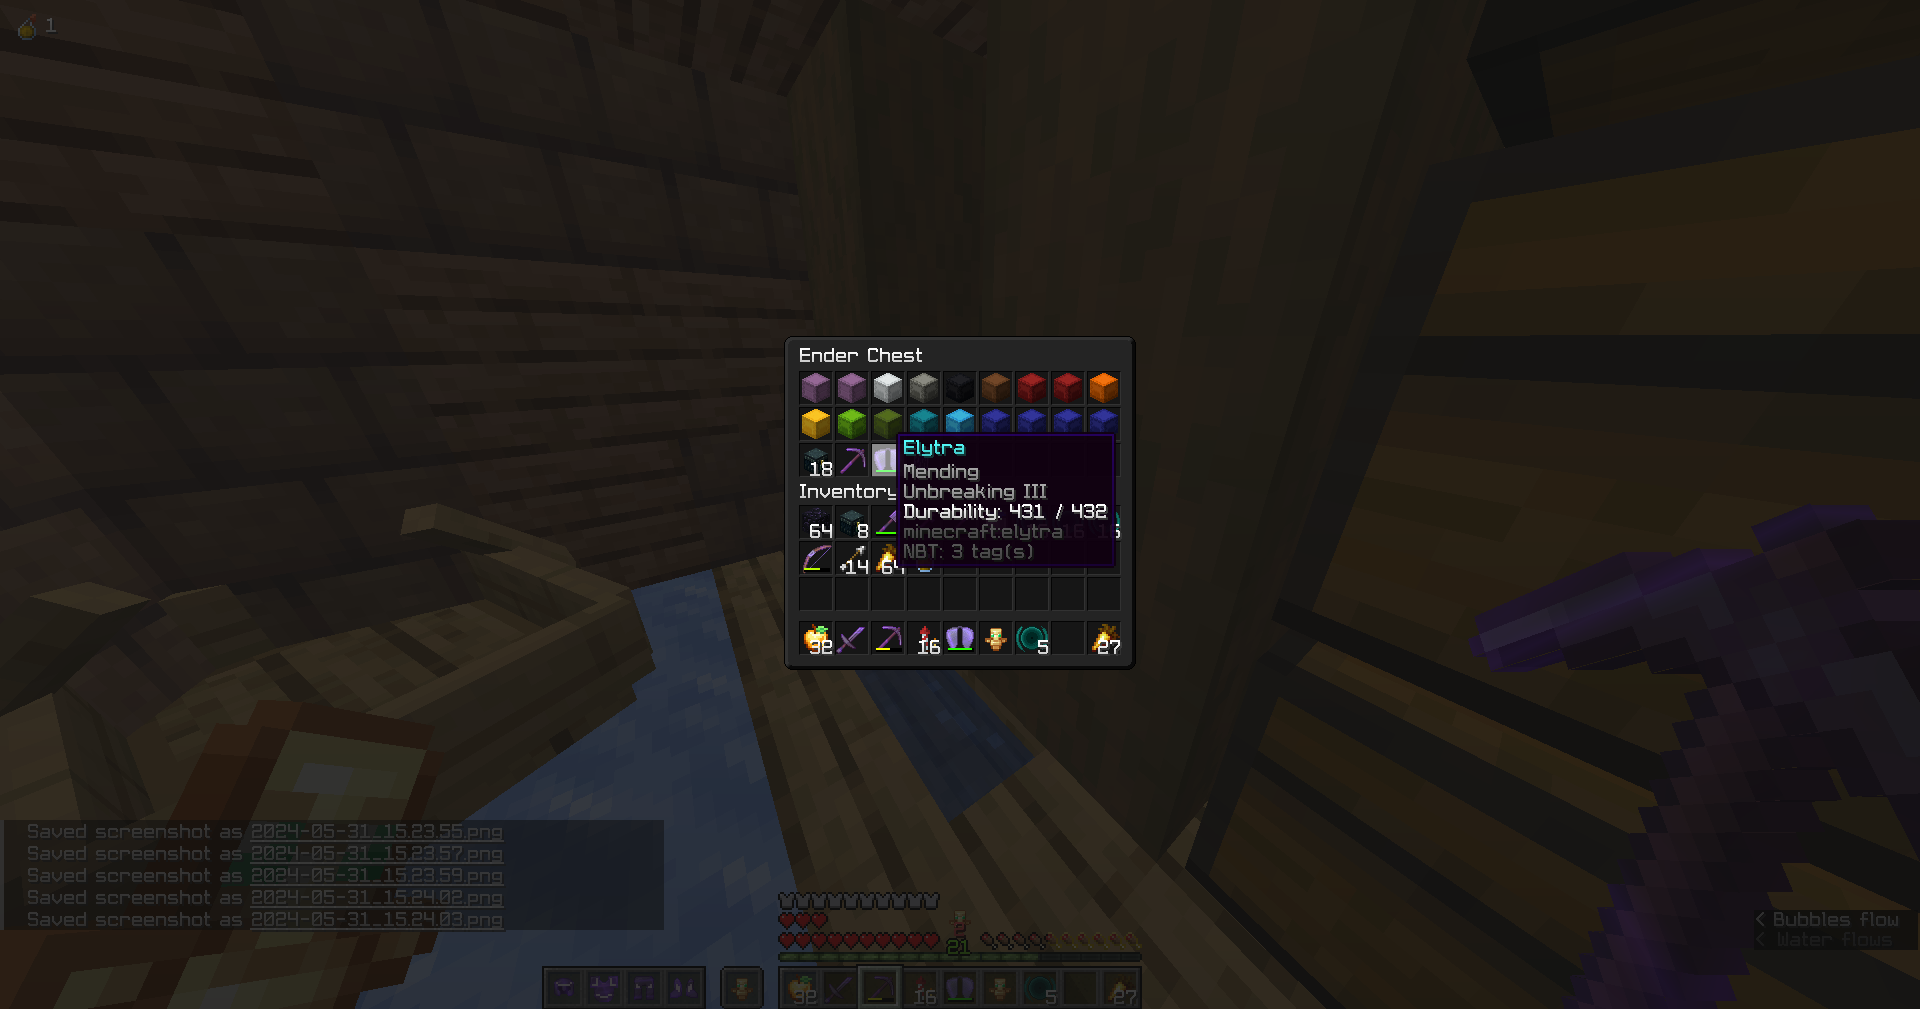 1
Ender Chest
18
Elytra
Mending
Unbreaking III
Durability: 431 / 432
minecraft:elytra
NBT: 3 tag(s)
Inventory
64 8 16 15
+14 64
32 16 5 27
Saved screenshot as 2024-05-31_15.23.55.png
Saved screenshot as 2024-05-31_15.23.57.png
Saved screenshot as 2024-05-31_15.23.59.png
Saved screenshot as 2024-05-31_15.24.02.png
Saved screenshot as 2024-05-31_15.24.03.png
< Bubbles flow
< Water flows
21
32 16 5 27